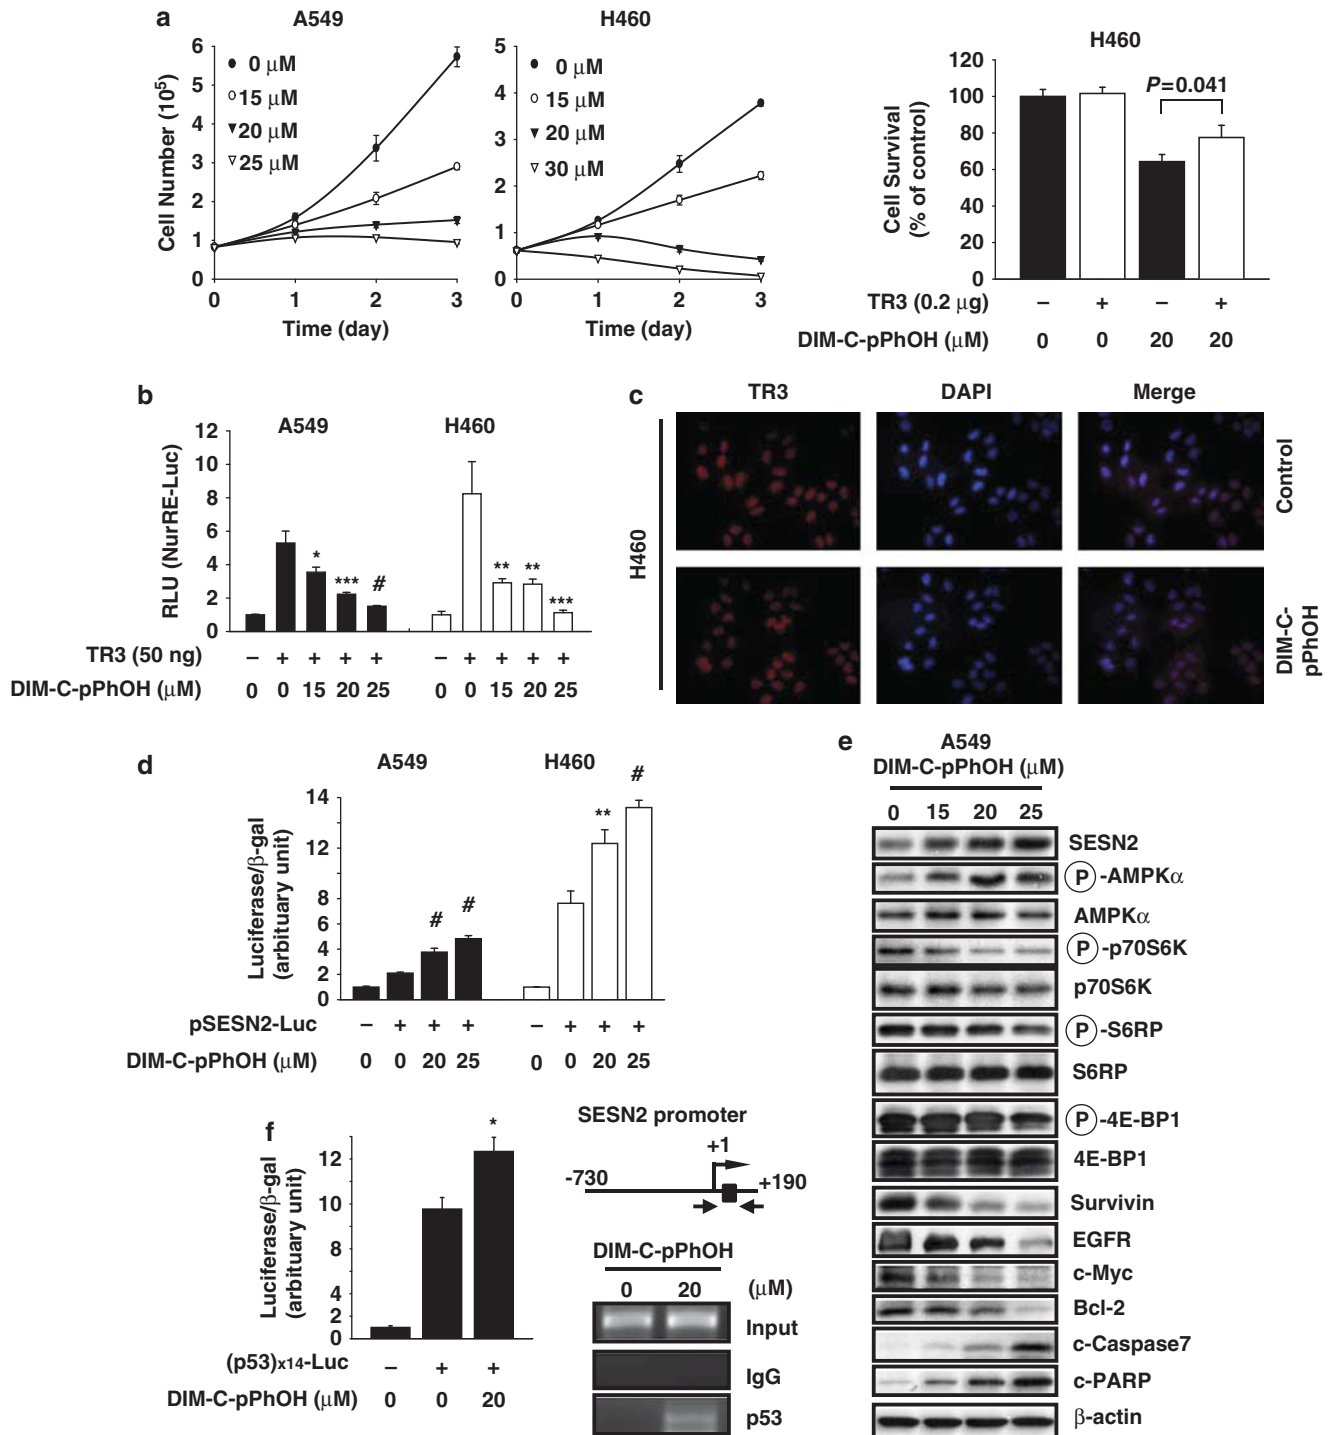 a
A549
H460
H460
Cell Number (10⁵)
6
5
4
3
2
1
0
0 μM
15 μM
20 μM
25 μM
0 1 2 3
Time (day)
5
4
3
2
1
0
0 μM
15 μM
20 μM
30 μM
0 1 2 3
Time (day)
Cell Survival
(% of control)
120
100
80
60
40
20
0
P=0.041
TR3 (0.2 μg) – + – +
DIM-C-pPhOH (μM) 0 0 20 20
b
A549
H460
RLU (NurRE-Luc)
12
10
8
6
4
2
0
* *** # ** ** ***
TR3 (50 ng) – + + + + – + + + +
DIM-C-pPhOH (μM) 0 0 15 20 25 0 0 15 20 25
c
TR3 DAPI Merge
H460
Control
DIM-C-
pPhOH
d
A549
H460
Luciferase/β-gal
(arbituary unit)
14
12
8
6
4
2
0
# # ** #
pSESN2-Luc – + + + – + + +
DIM-C-pPhOH (μM) 0 0 20 25 0 0 20 25
e
A549
DIM-C-pPhOH (μM)
0 15 20 25
SESN2
P-AMPKα
AMPKα
P-p70S6K
p70S6K
P-S6RP
S6RP
P-4E-BP1
4E-BP1
Survivin
EGFR
c-Myc
Bcl-2
c-Caspase7
c-PARP
β-actin
f
Luciferase/β-gal
(arbituary unit)
12
10
8
2
0
*
(p53)x14-Luc – + +
DIM-C-pPhOH (μM) 0 0 20
SESN2 promoter
+1
-730
+190
DIM-C-pPhOH
0 20 (μM)
Input
IgG
p53